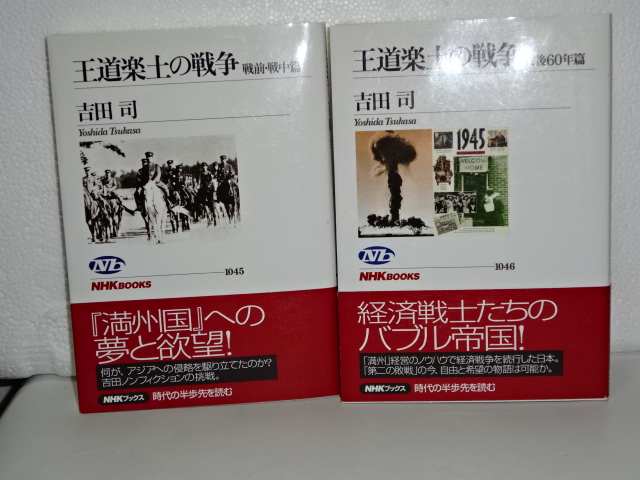 王道楽土の戦争 戦前・戦中篇
吉田 司
Yoshida Tsukasa
Nb
NHKBOOKS
1045
『満州国』への
夢と欲望!
何が、アジアへの侵略を駆り立てたのか?
吉田ノンフィクションの挑戦。
NHKブックス 時代の半歩先を読む
王道楽土の戦争 後60年篇
吉田 司
Yoshida Tsukasa
1945
WELCOME
HOME
Nb
NHKBOOKS
1046
経済戦士たちの
バブル帝国!
「満州」経営のノウハウで経済戦争を続行した日本。
「第二の敗戦」の今、自由と希望の物語は可能か。
NHKブックス 時代の半歩先を読む